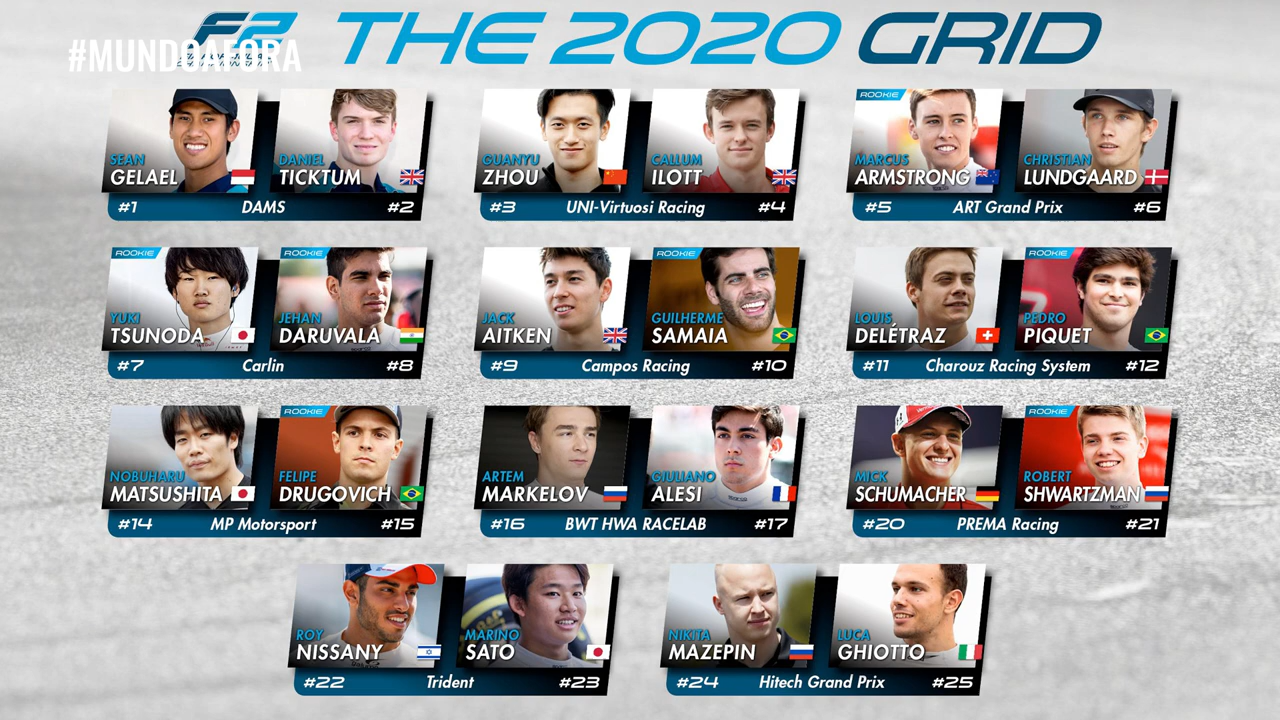 F2 THE 2020 GRID
#MUNDOAFORA
SEAN
GELAEL
DANIEL
TICKTUM
#1 DAMS #2
GUANYU
ZHOU
CALLUM
ILOTT
#3 UNI-Virtuosi Racing #4
ROOKIE
MARCUS
ARMSTRONG
CHRISTIAN
LUNDGAARD
#5 ART Grand Prix #6
ROOKIE
YUKI
TSUNODA
ROOKIE
JEHAN
DARUVALA
#7 Carlin #8
JACK
AITKEN
ROOKIE
GUILHERME
SAMAIA
#9 Campos Racing #10
LOUIS
DELÉTRAZ
ROOKIE
PEDRO
PIQUET
#11 Charouz Racing System #12
NOBUHARU
MATSUSHITA
ROOKIE
FELIPE
DRUGOVICH
#14 MP Motorsport #15
ARTEM
MARKELOV
GIULIANO
ALESI
#16 BWT HWA RACELAB #17
MICK
SCHUMACHER
ROOKIE
ROBERT
SHWARTZMAN
#20 PREMA Racing #21
ROY
NISSANY
MARINO
SATO
#22 Trident #23
NIKITA
MAZEPIN
LUCA
GHIOTTO
#24 Hitech Grand Prix #25